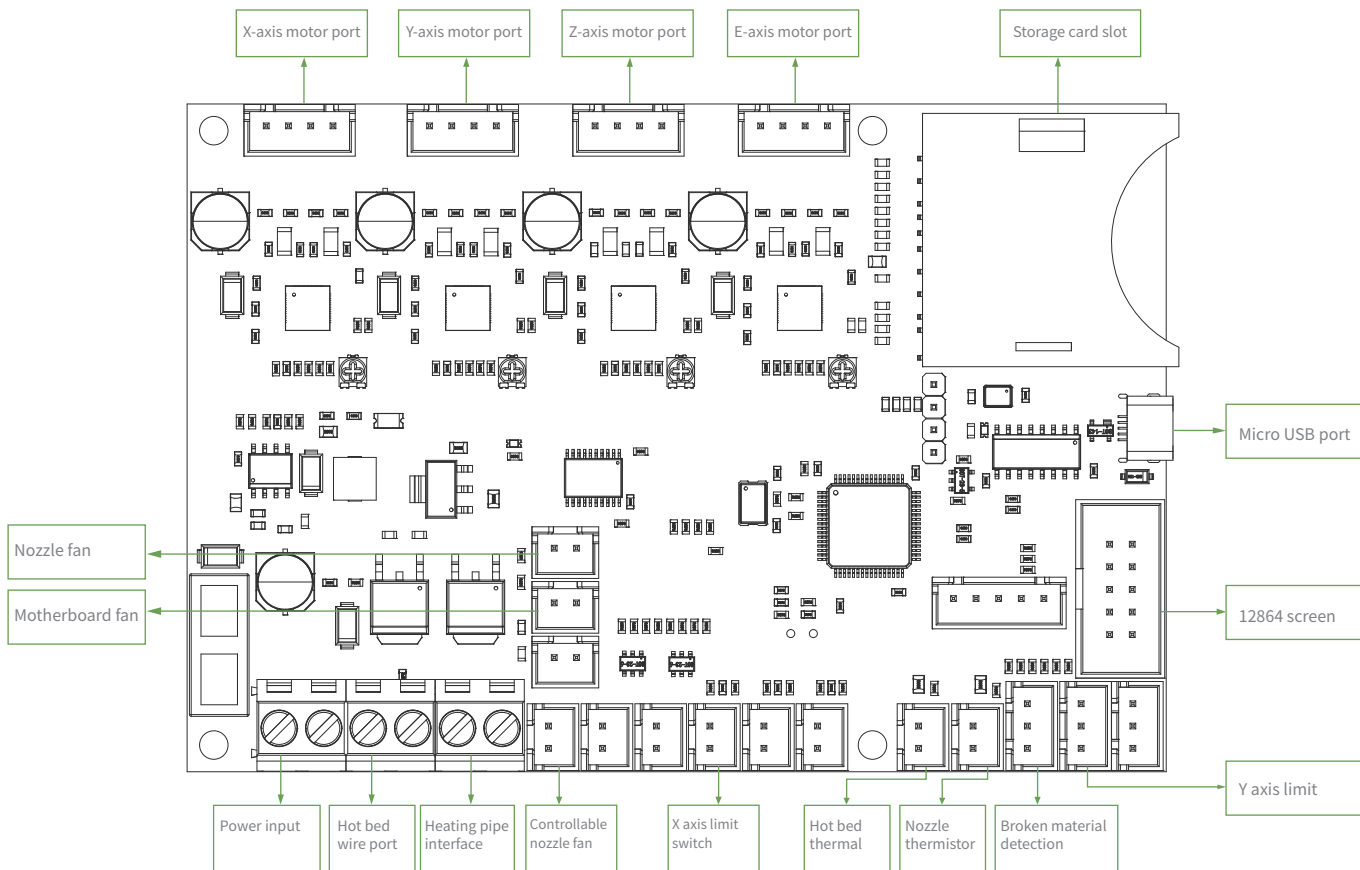 X-axis motor port
Y-axis motor port
Z-axis motor port
E-axis motor port
Storage card slot
Micro USB port
Nozzle fan
Motherboard fan
12864 screen
Y axis limit
Power input
Hot bed
wire port
Heating pipe
interface
Controllable
nozzle fan
X axis limit
switch
Hot bed
thermal
Nozzle
thermistor
Broken material
detection